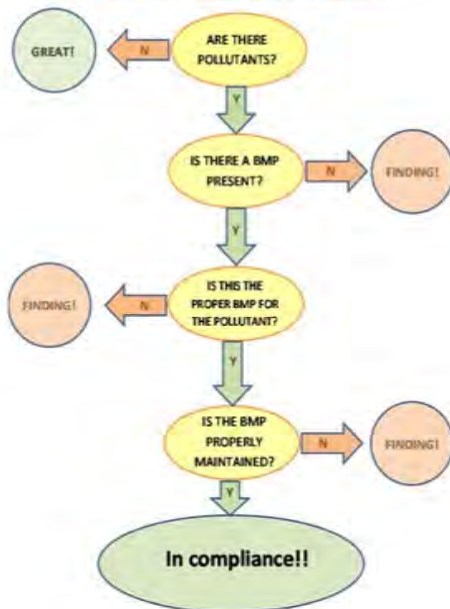 ARE THERE
POLLUTANTS?
N
GREAT!
Y
IS THERE A BMP
PRESENT?
N
FINDING!
Y
IS THIS THE
PROPER BMP FOR
THE POLLUTANT?
N
FINDING!
Y
IS THE BMP
PROPERLY
MAINTAINED?
N
FINDING!
Y
In compliance!!